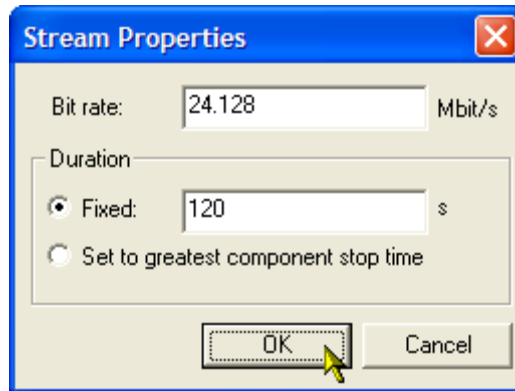 Stream Properties
Bit rate: 24.128 Mbit/s
Duration
Fixed: 120 s
Set to greatest component stop time
OK Cancel